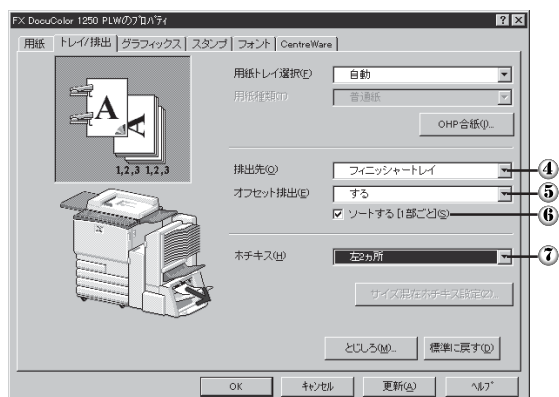 FX DocuColor 1250 PLWのプロパティ
用紙 トレイ/排出 グラフィックス スタンプ フォント CentreWare
A
1,2,3 1,2,3
用紙トレイ選択(F) 自動
用紙種類(T) 普通紙
OHP合紙(I)...
排出先(O) フィニッシャートレイ ④
オフセット排出(E) する ⑤
ソートする[1部ごと](S) ⑥
ホチキス(H) 左2ヵ所 ⑦
サイズ混在ホチキス設定(Z)...
とじしろ(M)... 標準に戻す(D)
OK キャンセル 更新(A) ヘルプ